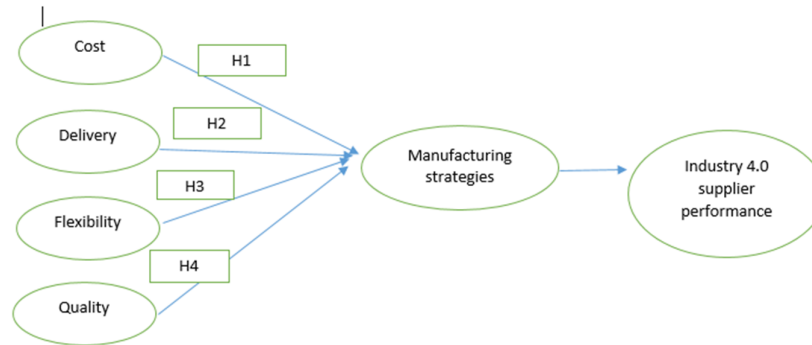 Cost
H1
Delivery
H2
Manufacturing
strategies
Industry 4.0
supplier
performance
H3
Flexibility
H4
Quality